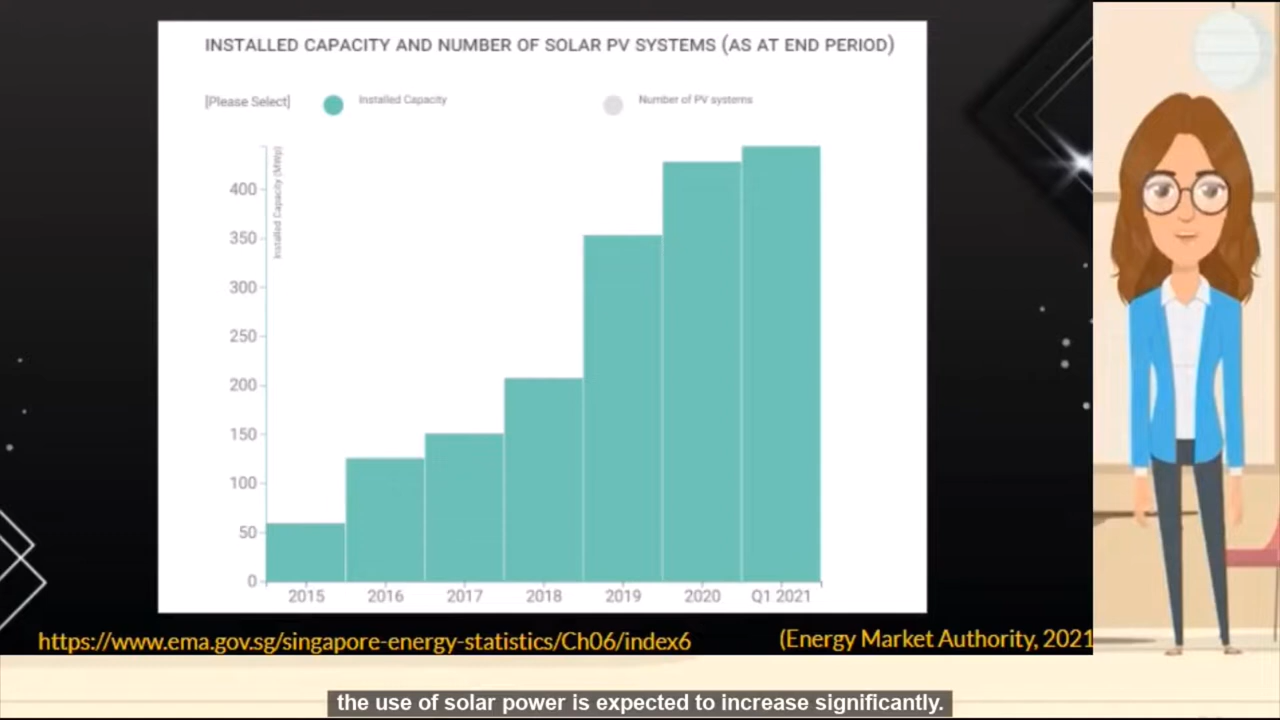 INSTALLED CAPACITY AND NUMBER OF SOLAR PV SYSTEMS (AS AT END PERIOD)
[Please Select] Installed Capacity Number of PV systems
Installed Capacity (MWp)
400
350
300
250
200
150
100
50
0
2015 2016 2017 2018 2019 2020 Q1 2021
https://www.ema.gov.sg/singapore-energy-statistics/Ch06/index6 (Energy Market Authority, 2021
the use of solar power is expected to increase significantly.